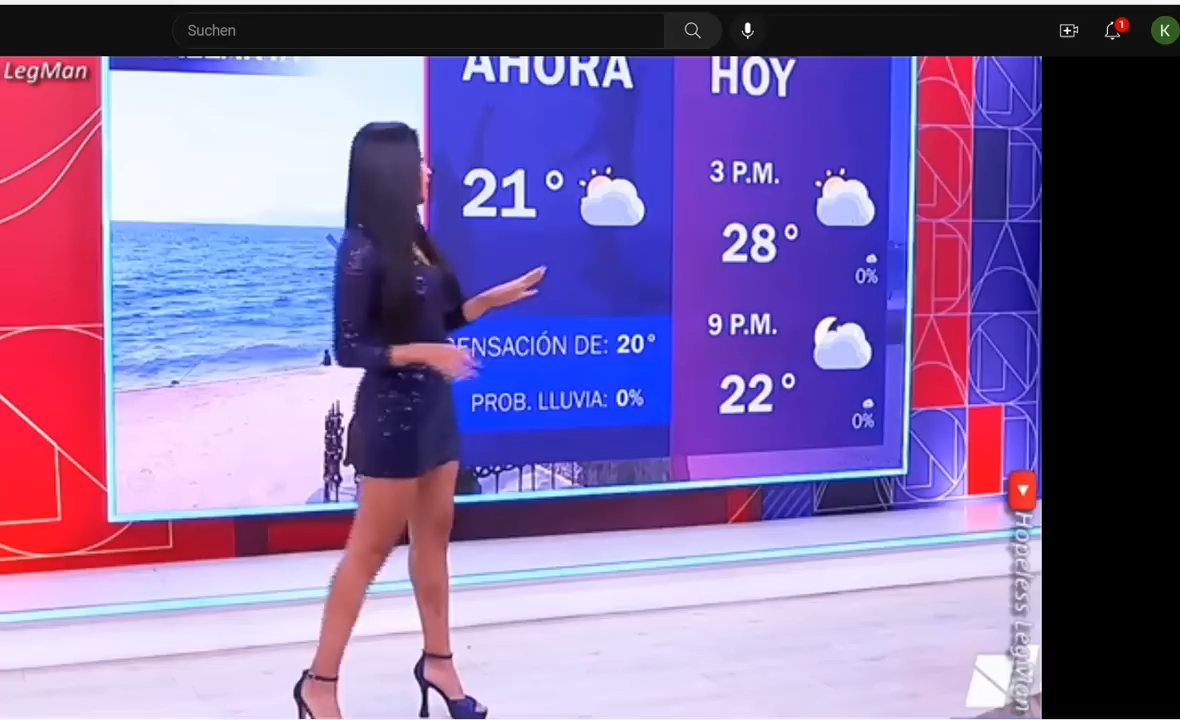 Suchen
1
K
LegMan
AHORA
HOY
21°
3 P.M.
28°
0%
SENSACIÓN DE: 20°
PROB. LLUVIA: 0%
9 P.M.
22°
0%
Hopeless LegMan